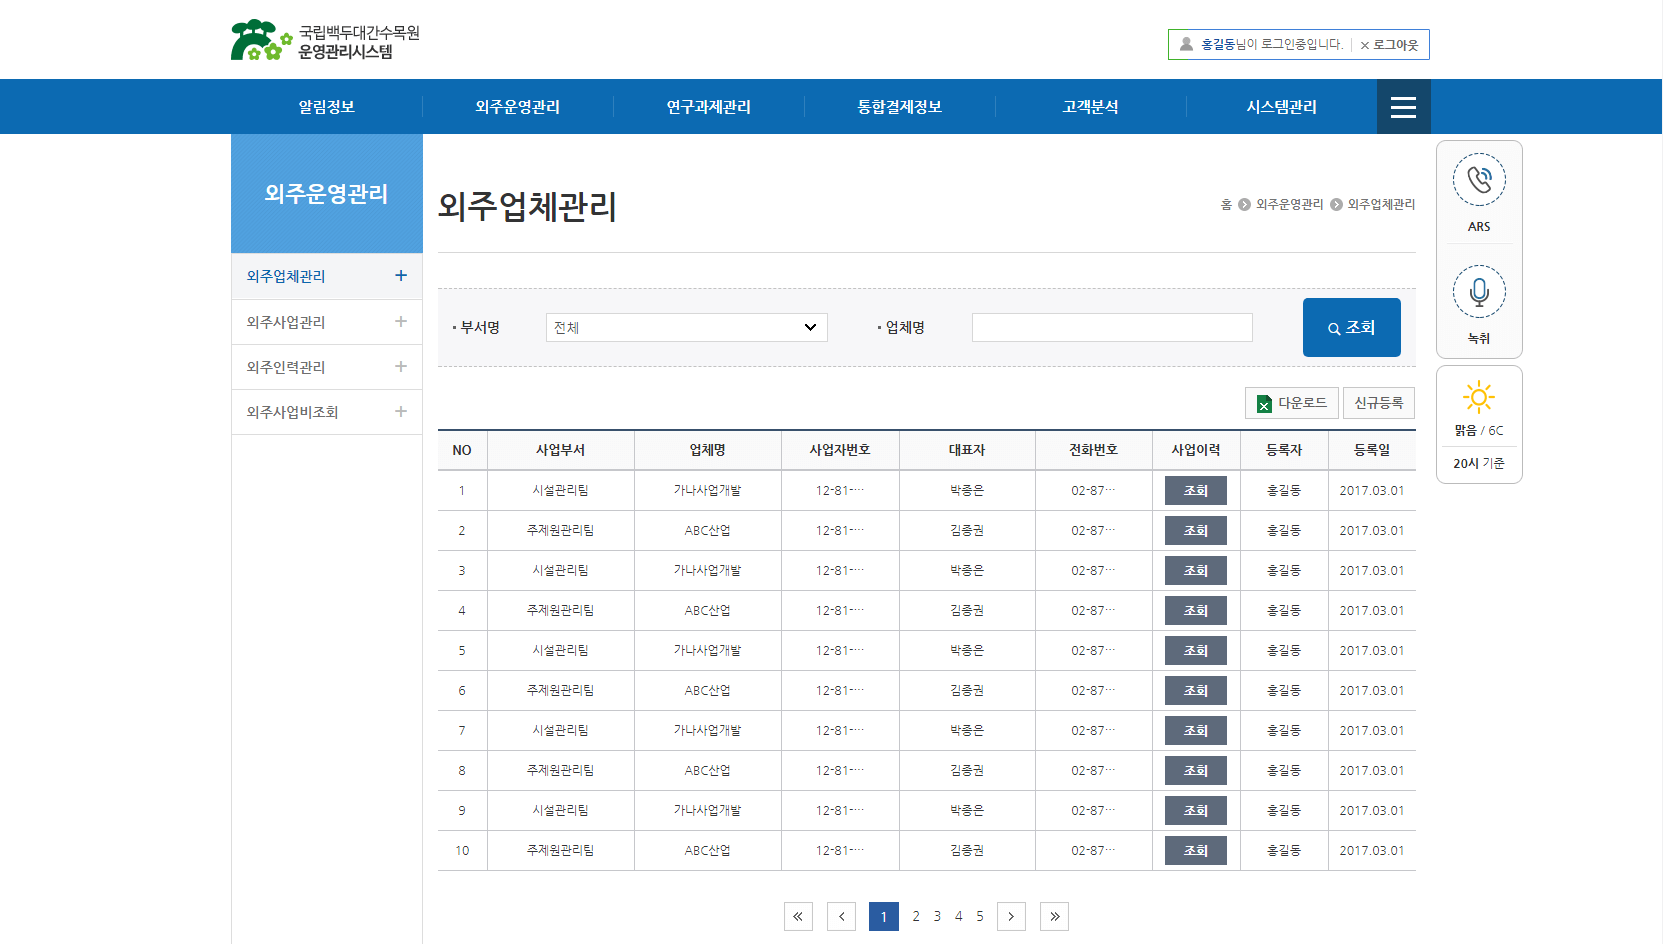 국립백두대간수목원
운영관리시스템
홍길동님이 로그인중입니다. × 로그아웃
알림정보 외주운영관리 연구과제관리 통합결제정보 고객분석 시스템관리
외주운영관리
외주업체관리 +
외주사업관리 +
외주인력관리 +
외주사업비조회 +
외주업체관리
홈 외주운영관리 외주업체관리
· 부서명 전체 · 업체명 조회
다운로드 신규등록
NO 사업부서 업체명 사업자번호 대표자 전화번호 사업이력 등록자 등록일
1 시설관리팀 가나사업개발 12-81-··· 박종은 02-87··· 조회 홍길동 2017.03.01
2 주제원관리팀 ABC산업 12-81-··· 김종권 02-87··· 조회 홍길동 2017.03.01
3 시설관리팀 가나사업개발 12-81-··· 박종은 02-87··· 조회 홍길동 2017.03.01
4 주제원관리팀 ABC산업 12-81-··· 김종권 02-87··· 조회 홍길동 2017.03.01
5 시설관리팀 가나사업개발 12-81-··· 박종은 02-87··· 조회 홍길동 2017.03.01
6 주제원관리팀 ABC산업 12-81-··· 김종권 02-87··· 조회 홍길동 2017.03.01
7 시설관리팀 가나사업개발 12-81-··· 박종은 02-87··· 조회 홍길동 2017.03.01
8 주제원관리팀 ABC산업 12-81-··· 김종권 02-87··· 조회 홍길동 2017.03.01
9 시설관리팀 가나사업개발 12-81-··· 박종은 02-87··· 조회 홍길동 2017.03.01
10 주제원관리팀 ABC산업 12-81-··· 김종권 02-87··· 조회 홍길동 2017.03.01
« ‹ 1 2 3 4 5 › »
ARS
녹취
맑음 / 6C
20시 기준